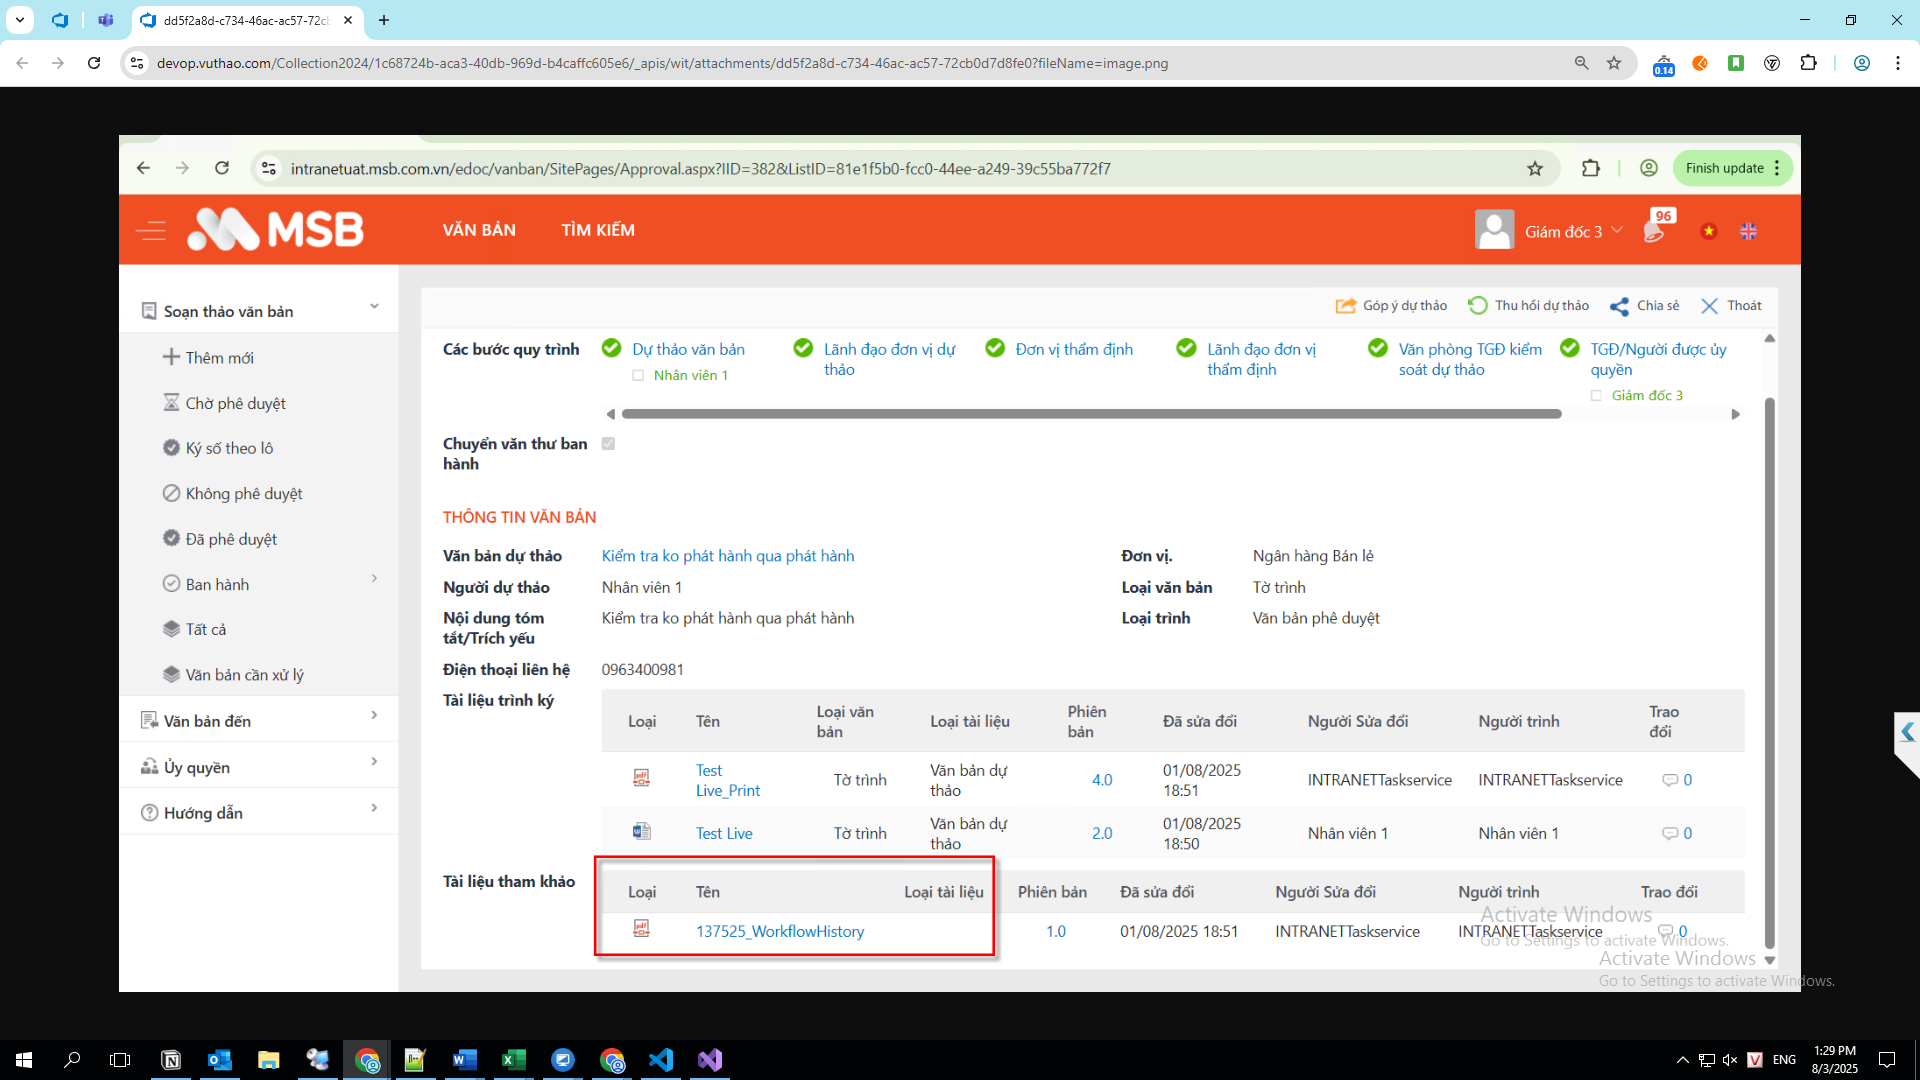 dd5f2a8d-c734-46ac-ac57-72cb
devop.vuthao.com/Collection2024/1c68724b-aca3-40db-969d-b4caffc605e6/_apis/wit/attachments/dd5f2a8d-c734-46ac-ac57-72cb0d7d8fe0?fileName=image.png
0.14
intranetuat.msb.com.vn/edoc/vanban/SitePages/Approval.aspx?IID=382&ListID=81e1f5b0-fcc0-44ee-a249-39c55ba772f7
Finish update
MSB
VĂN BẢN
TÌM KIẾM
Giám đốc 3
96
Soạn thảo văn bản
Thêm mới
Chờ phê duyệt
Ký số theo lô
Không phê duyệt
Đã phê duyệt
Ban hành
Tất cả
Văn bản cần xử lý
Văn bản đến
Ủy quyền
Hướng dẫn
Góp ý dự thảo
Thu hồi dự thảo
Chia sẻ
Thoát
Các bước quy trình
Dự thảo văn bản
Nhân viên 1
Lãnh đạo đơn vị dự
thảo
Đơn vị thẩm định
Lãnh đạo đơn vị
thẩm định
Văn phòng TGĐ kiểm
soát dự thảo
TGĐ/Người được ủy
quyền
Giám đốc 3
Chuyển văn thư ban
hành
THÔNG TIN VĂN BẢN
Văn bản dự thảo
Kiểm tra ko phát hành qua phát hành
Đơn vị.
Ngân hàng Bán lẻ
Người dự thảo
Nhân viên 1
Loại văn bản
Tờ trình
Nội dung tóm
tắt/Trích yếu
Kiểm tra ko phát hành qua phát hành
Loại trình
Văn bản phê duyệt
Điện thoại liên hệ
0963400981
Tài liệu trình ký
Loại
Tên
Loại văn
bản
Loại tài liệu
Phiên
bản
Đã sửa đổi
Người Sửa đổi
Người trình
Trao
đổi
Test
Live_Print
Tờ trình
Văn bản dự
thảo
4.0
01/08/2025
18:51
INTRANETTaskservice
INTRANETTaskservice
0
Test Live
Tờ trình
Văn bản dự
thảo
2.0
01/08/2025
18:50
Nhân viên 1
Nhân viên 1
0
Tài liệu tham khảo
Loại
Tên
Loại tài liệu
Phiên bản
Đã sửa đổi
Người Sửa đổi
Người trình
Trao đổi
137525_WorkflowHistory
1.0
01/08/2025 18:51
INTRANETTaskservice
INTRANETTaskservice
0
Activate Windows
Go to Settings to activate Windows.
Activate Windows
Go to Settings to activate Windows.
ENG
1:29 PM
8/3/2025